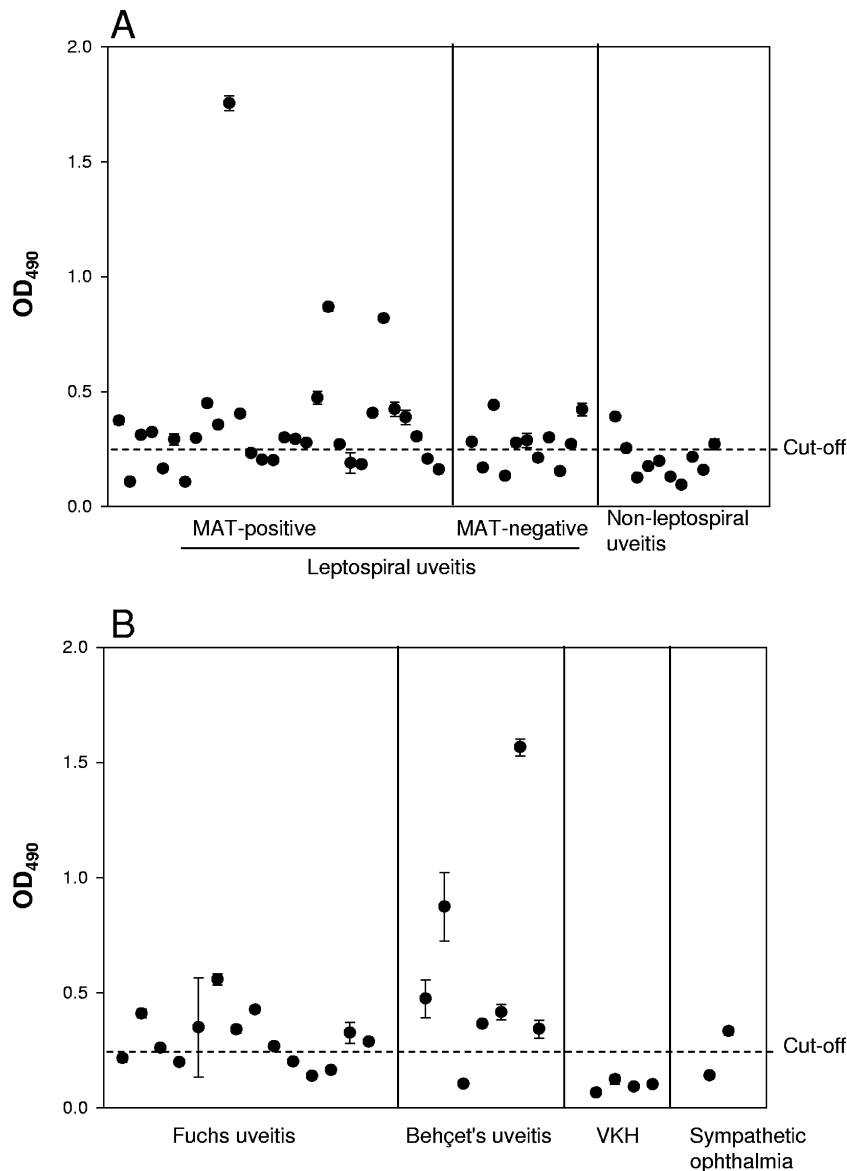 A
2.0
1.5
1.0
0.5
0.0
OD490
Cut-off
MAT-positive
MAT-negative
Non-leptospiral
uveitis
Leptospiral uveitis
B
2.0
1.5
1.0
0.5
0.0
OD490
Cut-off
Fuchs uveitis
Behçet's uveitis
VKH
Sympathetic
ophthalmia